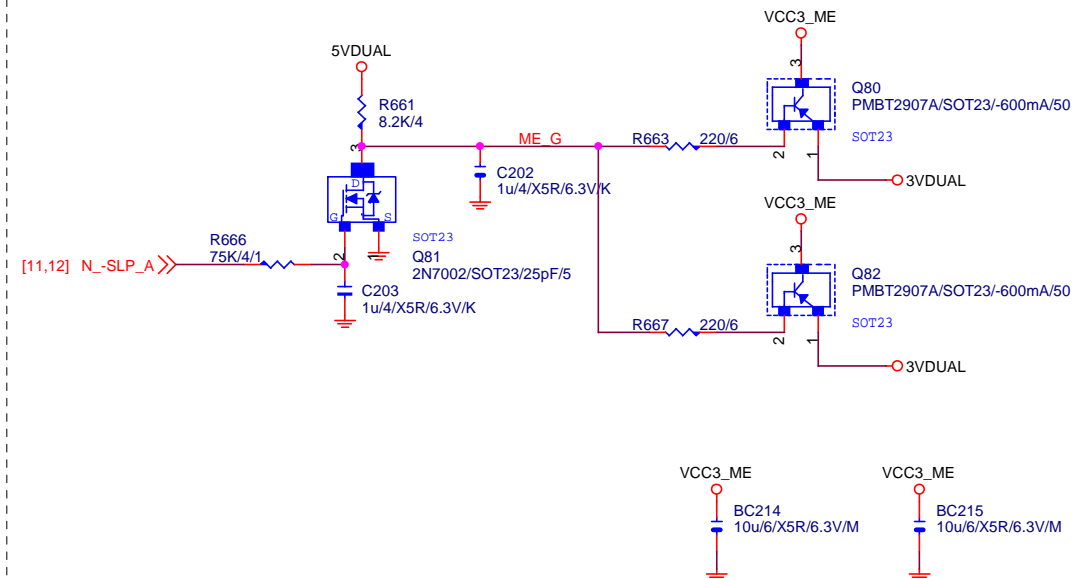 VCC3_ME
3
Q80
PMBT2907A/SOT23/-600mA/50
SOT23
2
1
3VDUAL
5VDUAL
R661
8.2K/4
3
ME_G
R663
220/6
C202
1u/4/X5R/6.3V/K
D
G
S
SOT23
Q81
2N7002/SOT23/25pF/5
2
1
[11,12]
N_-SLP_A
R666
75K/4/1
C203
1u/4/X5R/6.3V/K
VCC3_ME
3
Q82
PMBT2907A/SOT23/-600mA/50
SOT23
R667
220/6
2
1
3VDUAL
VCC3_ME
BC214
10u/6/X5R/6.3V/M
VCC3_ME
BC215
10u/6/X5R/6.3V/M